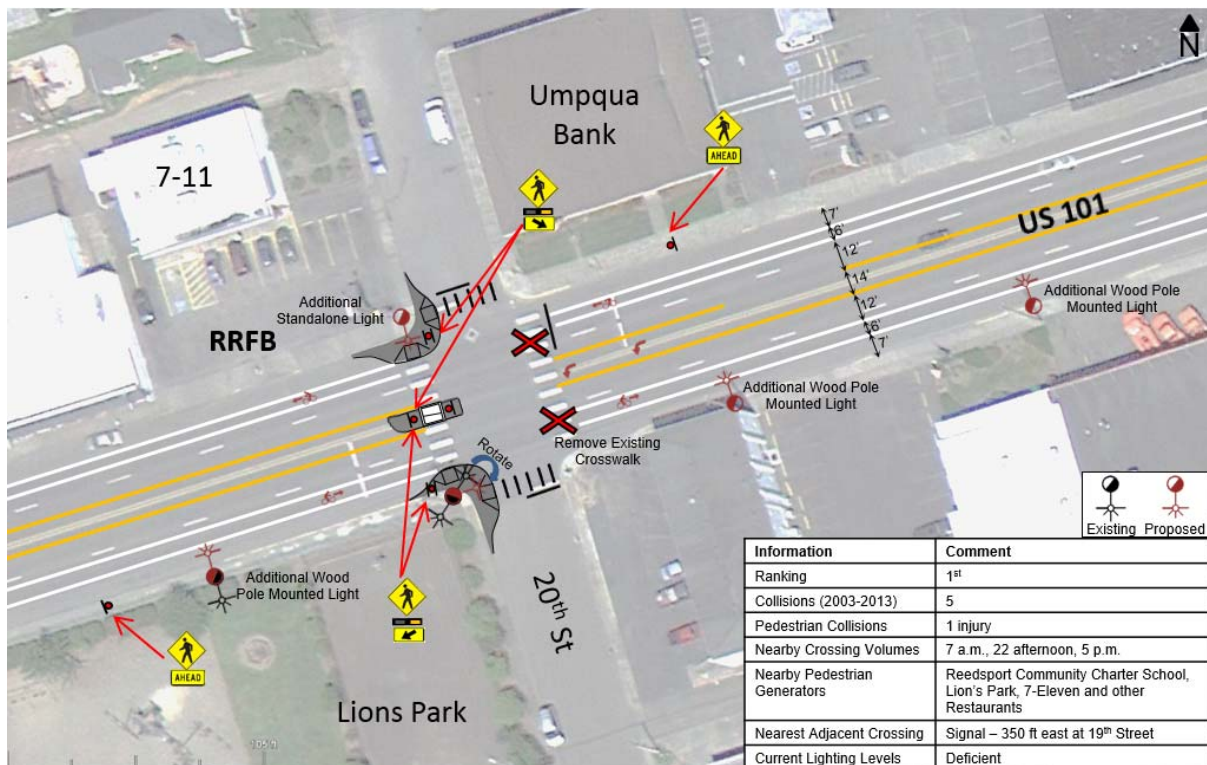 N
Umpqua
Bank
AHEAD
7-11
US 101
7'
6'
12'
14'
12'
6'
7'
Additional
Standalone Light
RRFB
Additional Wood Pole
Mounted Light
Additional Wood Pole
Mounted Light
Remove Existing
Crosswalk
Rotate
Existing Proposed
Additional Wood
Pole Mounted Light
20th St
AHEAD
Lions Park
105 ft
Information Comment
Ranking 1st
Collisions (2003-2013) 5
Pedestrian Collisions 1 injury
Nearby Crossing Volumes 7 a.m., 22 afternoon, 5 p.m.
Nearby Pedestrian Generators Reedsport Community Charter School, Lion's Park, 7-Eleven and other Restaurants
Nearest Adjacent Crossing Signal – 350 ft east at 19th Street
Current Lighting Levels Deficient